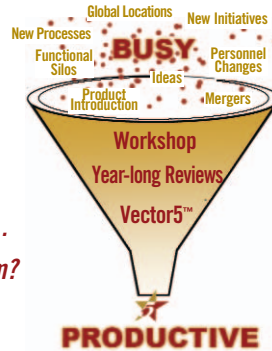 Global Locations
New Initiatives
New Processes
BUSY
Functional
Silos
Personnel
Changes
Ideas
Product
Introduction
Mergers
Workshop
Year-long Reviews
Vector5™
...
?
5
PRODUCTIVE